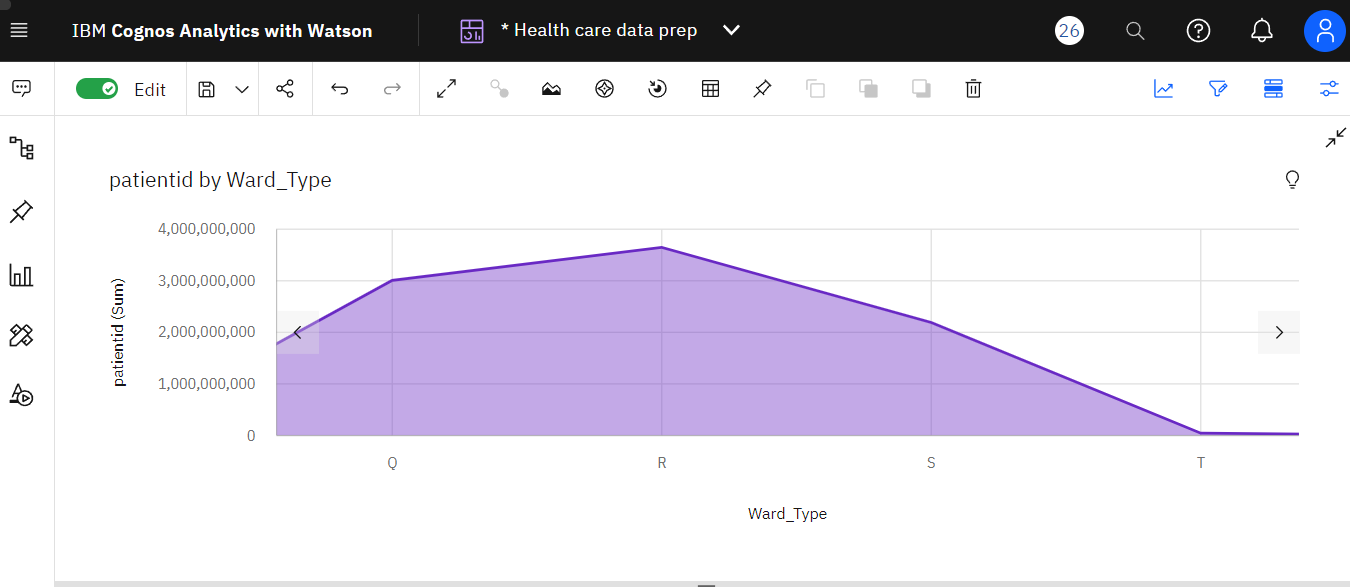 IBM Cognos Analytics with Watson
* Health care data prep
26
Edit
patientid by Ward_Type
4,000,000,000
3,000,000,000
2,000,000,000
1,000,000,000
0
patientid (Sum)
Q R S T
Ward_Type